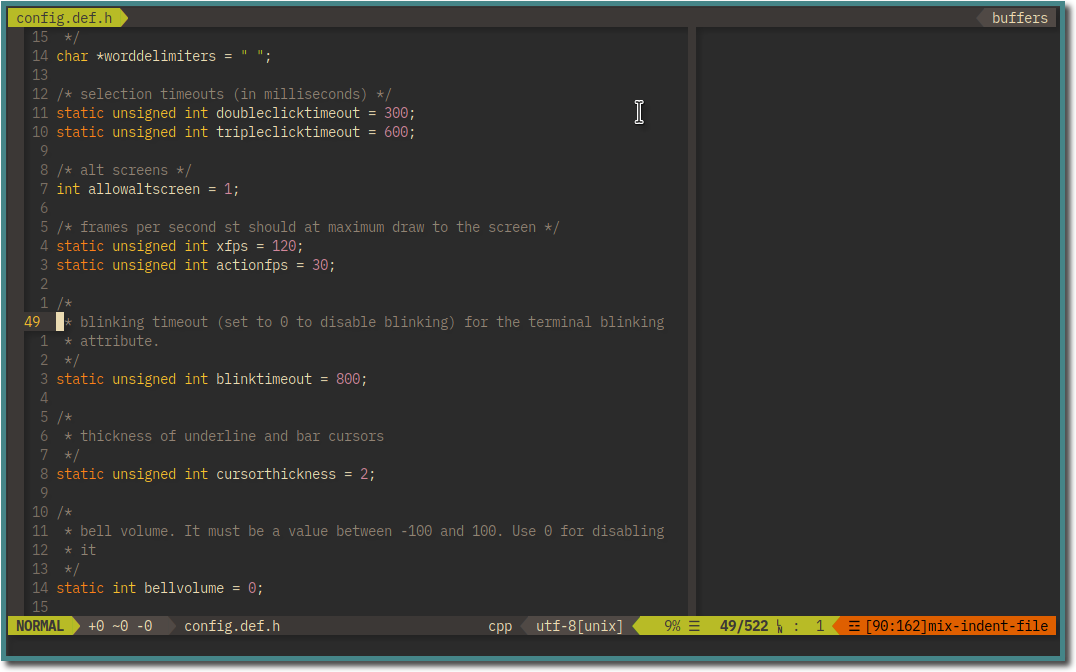 config.def.h buffers
15 */
14 char *worddelimiters = " ";
13
12 /* selection timeouts (in milliseconds) */
11 static unsigned int doubleclicktimeout = 300;
10 static unsigned int tripleclicktimeout = 600;
9
8 /* alt screens */
7 int allowaltscreen = 1;
6
5 /* frames per second st should at maximum draw to the screen */
4 static unsigned int xfps = 120;
3 static unsigned int actionfps = 30;
2
1 /*
49 * blinking timeout (set to 0 to disable blinking) for the terminal blinking
1 * attribute.
2 */
3 static unsigned int blinktimeout = 800;
4
5 /*
6 * thickness of underline and bar cursors
7 */
8 static unsigned int cursorthickness = 2;
9
10 /*
11 * bell volume. It must be a value between -100 and 100. Use 0 for disabling
12 * it
13 */
14 static int bellvolume = 0;
15
NORMAL +0 ~0 -0 config.def.h cpp utf-8[unix] 9% ☰ 49/522 ␤ : 1 ☲ [90:162]mix-indent-file